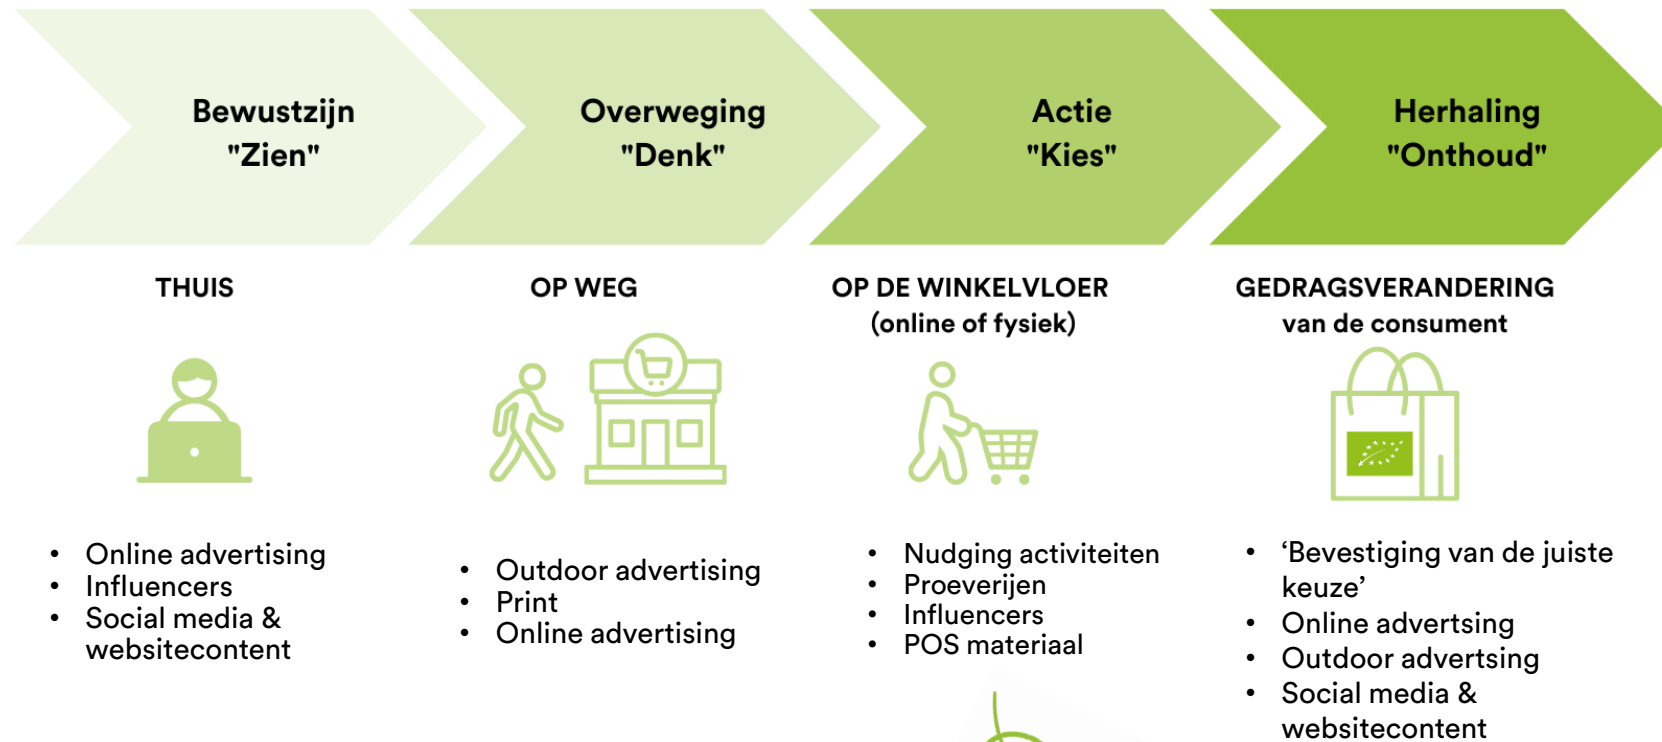 Bewustzijn
"Zien"
Overweging
"Denk"
Actie
"Kies"
Herhaling
"Onthoud"
THUIS
OP WEG
OP DE WINKELVLOER
(online of fysiek)
GEDRAGSVERANDERING
van de consument
• Online advertising
• Influencers
• Social media &
websitecontent
• Outdoor advertising
• Print
• Online advertising
• Nudging activiteiten
• Proeverijen
• Influencers
• POS materiaal
• ‘Bevestiging van de juiste
keuze’
• Online advertsing
• Outdoor advertsing
• Social media &
websitecontent